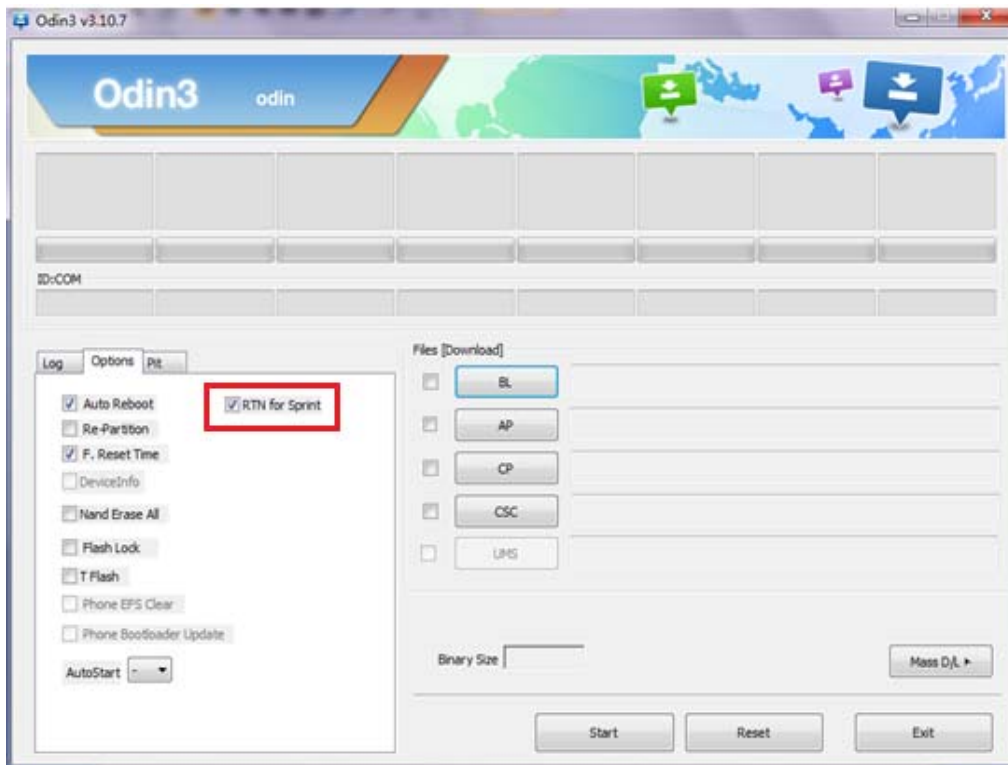 Odin3 v3.10.7
Odin3 odin
ID:COM
Log Options Pit
Auto Reboot
RTN for Sprint
Re-Partition
F. Reset Time
DeviceInfo
Nand Erase All
Flash Lock
T Flash
Phone EFS Clear
Phone Bootloader Update
AutoStart -
Files [Download]
BL
AP
CP
CSC
UMS
Binary Size
Mass D/L
Start Reset Exit